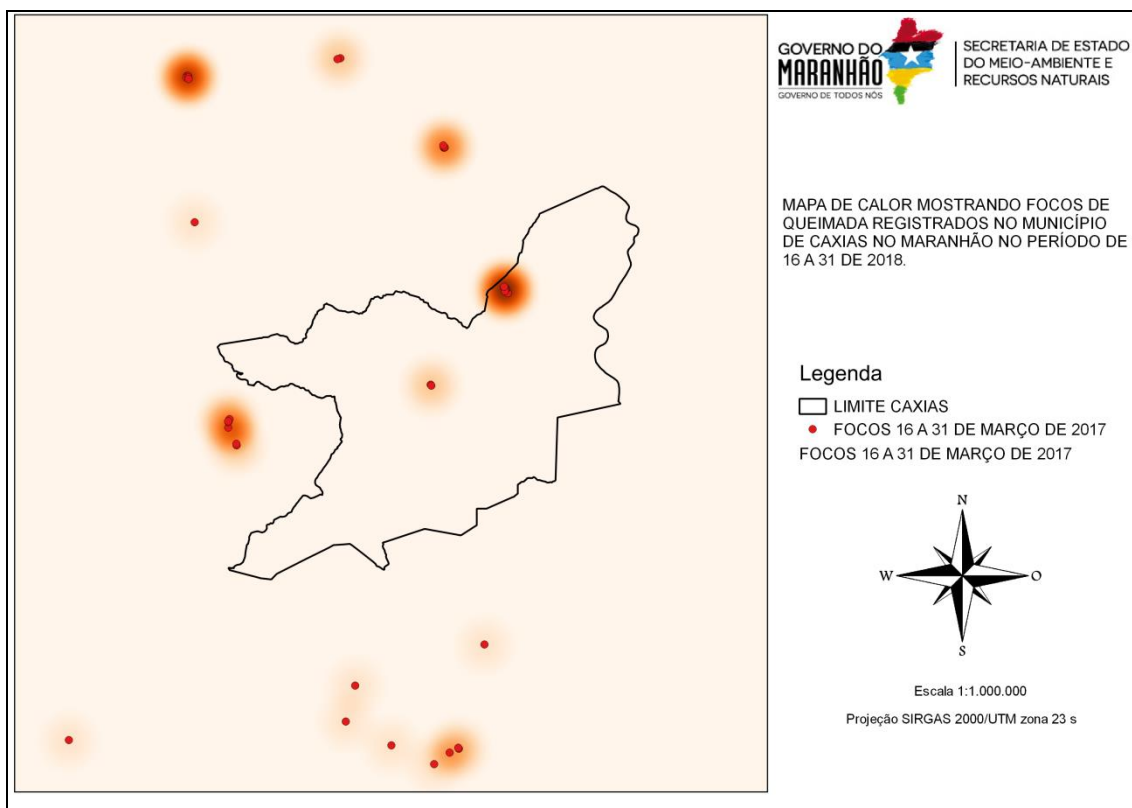 GOVERNO DO
MARANHÃO
GOVERNO DE TODOS NÓS
SECRETARIA DE ESTADO
DO MEIO-AMBIENTE E
RECURSOS NATURAIS
MAPA DE CALOR MOSTRANDO FOCOS DE
QUEIMADA REGISTRADOS NO MUNICÍPIO
DE CAXIAS NO MARANHÃO NO PERÍODO DE
16 A 31 DE 2018.
Legenda
LIMITE CAXIAS
FOCOS 16 A 31 DE MARÇO DE 2017
FOCOS 16 A 31 DE MARÇO DE 2017
N
W
O
S
Escala 1:1.000.000
Projeção SIRGAS 2000/UTM zona 23 s